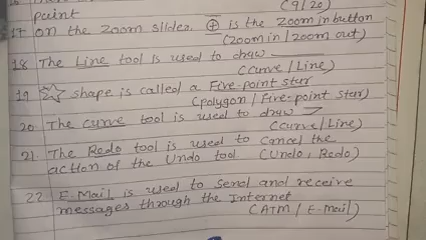 paint (9/20)
17 on the zoom slider. ⊕ is the zoom in button
(zoom in / zoom out)
18 The Line tool is used to draw ______
(Curve / Line)
19 shape is called a Five-point star
(polygon / Five-point star)
20. The curve tool is used to draw
(curve / Line)
21. The Redo tool is used to cancel the
action of the Undo tool (Undo, Redo)
22 E-Mail is used to send and receive
messages through the Internet
(ATM / E-mail)